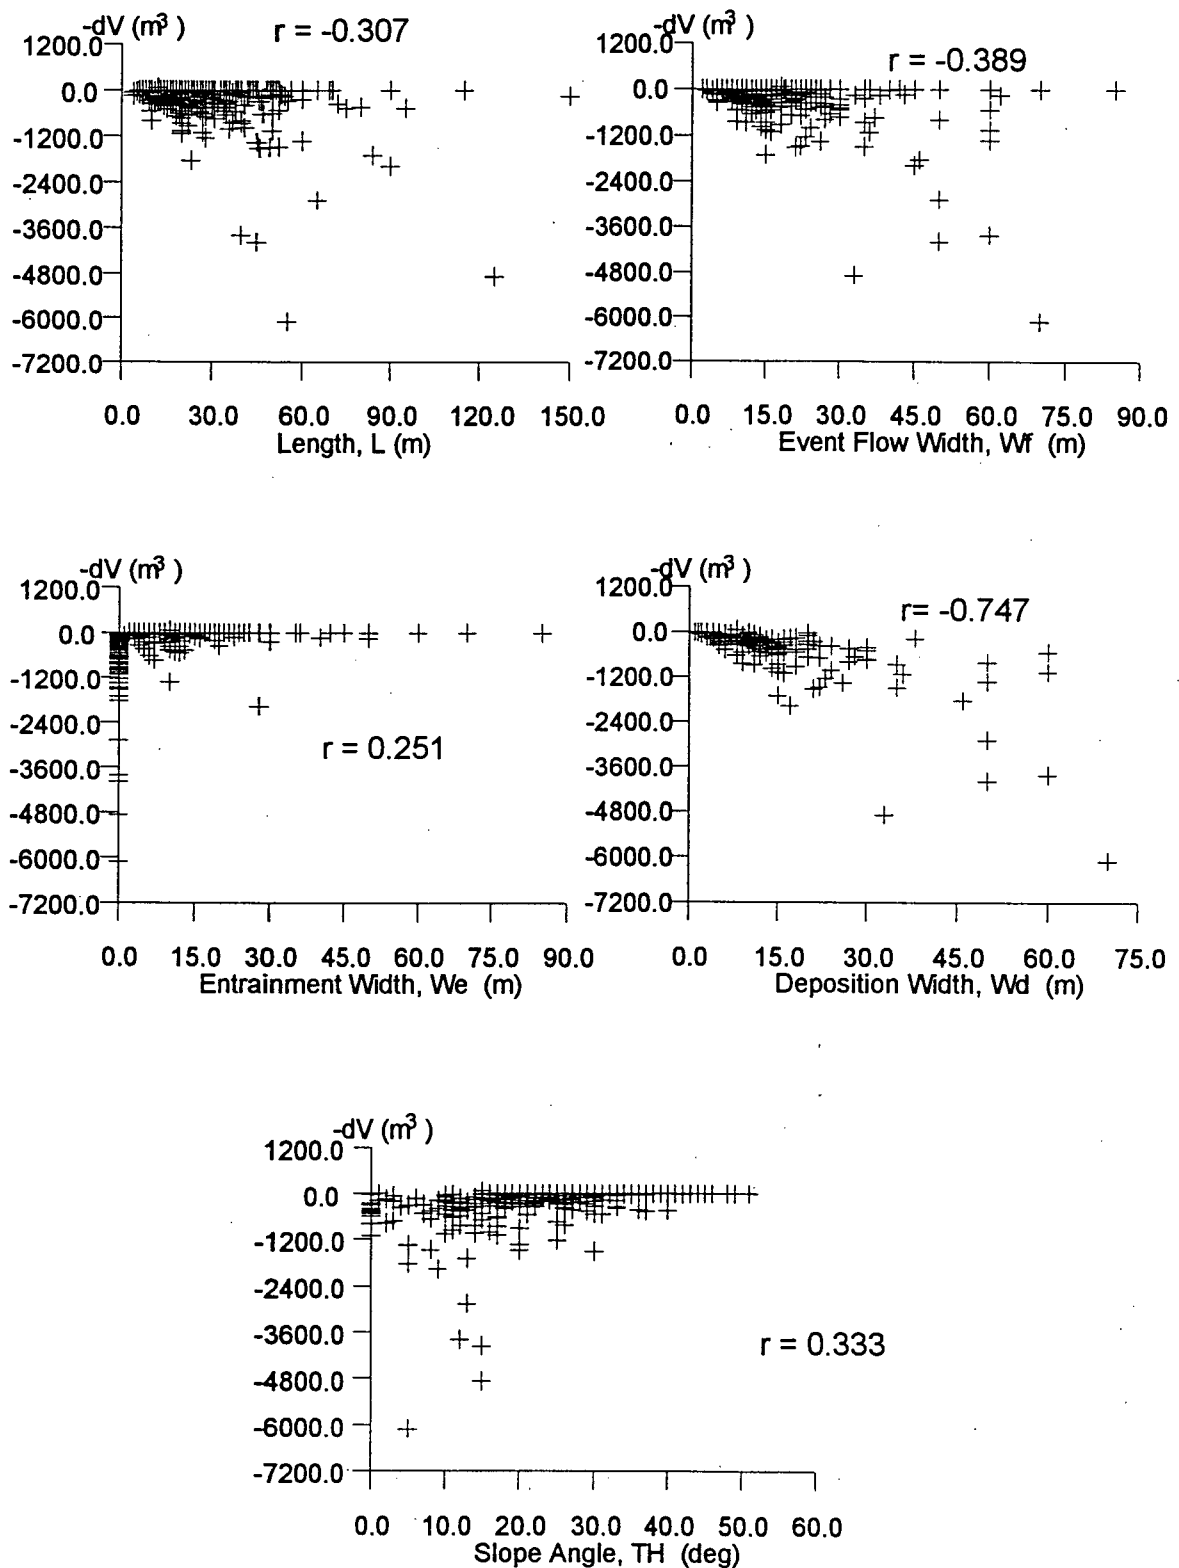 -dV (m³ )
r = -0.307
1200.0
0.0
-1200.0
-2400.0
-3600.0
-4800.0
-6000.0
-7200.0
0.0 30.0 60.0 90.0 120.0 150.0
Length, L (m)
-dV (m³ )
r = -0.389
1200.0
0.0
-1200.0
-2400.0
-3600.0
-4800.0
-6000.0
-7200.0
0.0 15.0 30.0 45.0 60.0 75.0 90.0
Event Flow Width, Wf (m)
-dV (m³ )
1200.0
0.0
-1200.0
-2400.0
-3600.0
-4800.0
-6000.0
-7200.0
r = 0.251
0.0 15.0 30.0 45.0 60.0 75.0 90.0
Entrainment Width, We (m)
-dV (m³ )
r= -0.747
1200.0
0.0
-1200.0
-2400.0
-3600.0
-4800.0
-6000.0
-7200.0
0.0 15.0 30.0 45.0 60.0 75.0
Deposition Width, Wd (m)
-dV (m³ )
1200.0
0.0
-1200.0
-2400.0
-3600.0
-4800.0
-6000.0
-7200.0
r = 0.333
0.0 10.0 20.0 30.0 40.0 50.0 60.0
Slope Angle, TH (deg)